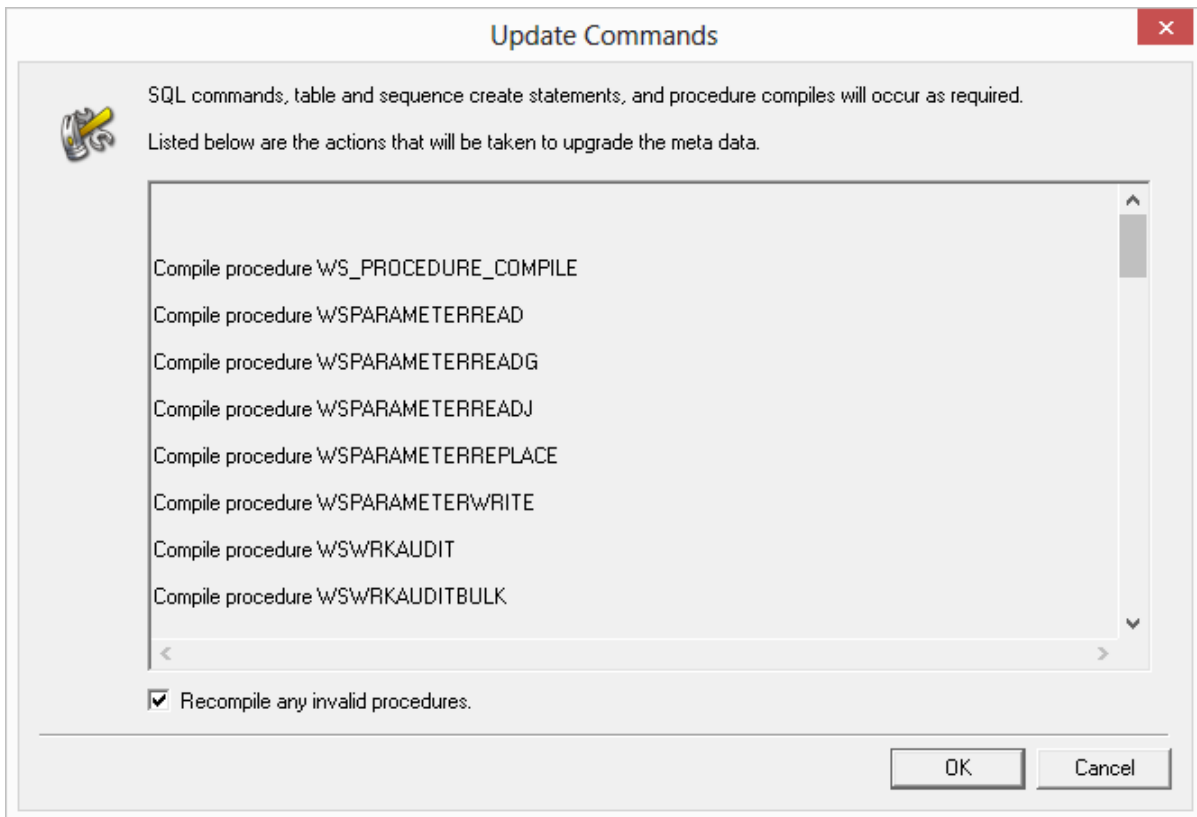 Update Commands
SQL commands, table and sequence create statements, and procedure compiles will occur as required.
Listed below are the actions that will be taken to upgrade the meta data.
Compile procedure WS_PROCEDURE_COMPILE
Compile procedure WSPARAMETERREAD
Compile procedure WSPARAMETERREADG
Compile procedure WSPARAMETERREADJ
Compile procedure WSPARAMETERREPLACE
Compile procedure WSPARAMETERWRITE
Compile procedure WSWRKAUDIT
Compile procedure WSWRKAUDITBULK
Recompile any invalid procedures.
OK
Cancel